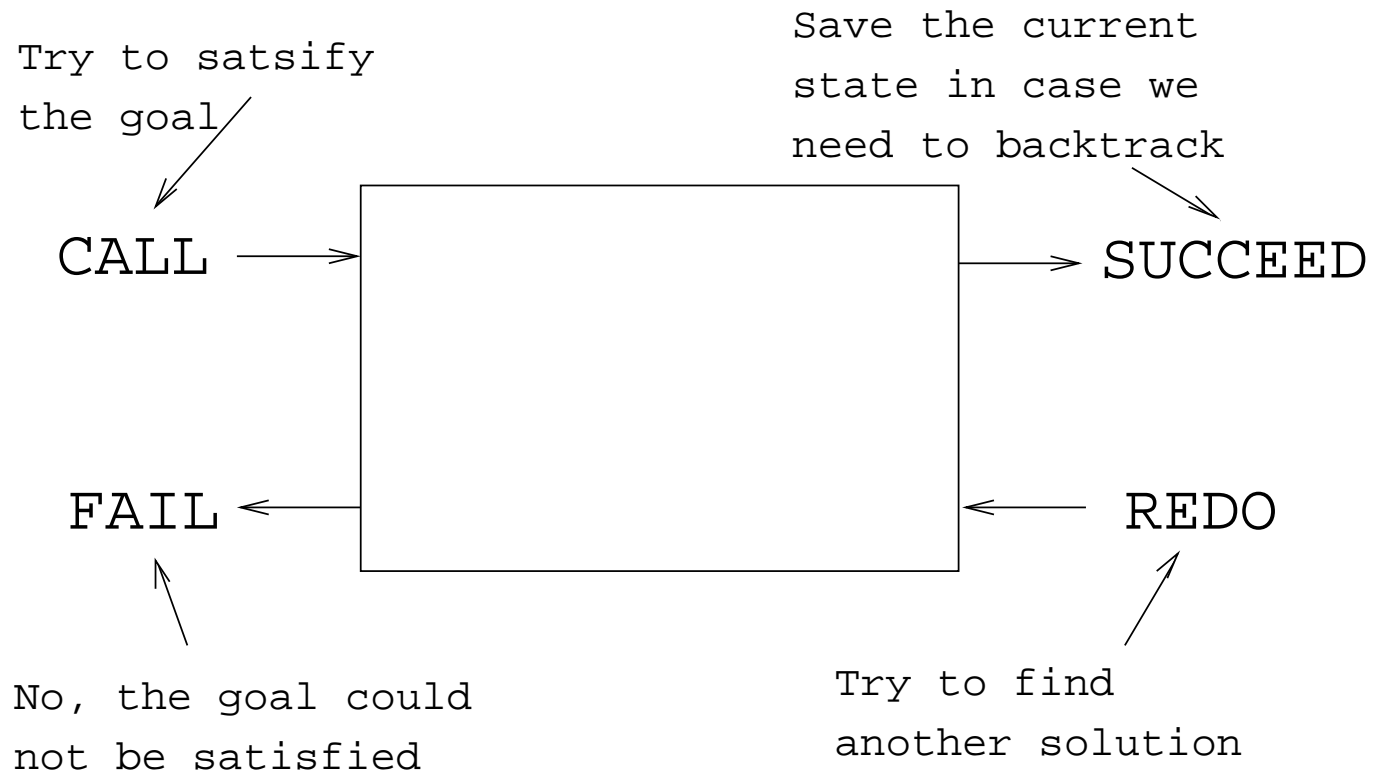 Try to satsify
the goal
Save the current
state in case we
need to backtrack
CALL
SUCCEED
FAIL
REDO
No, the goal could
not be satisfied
Try to find
another solution